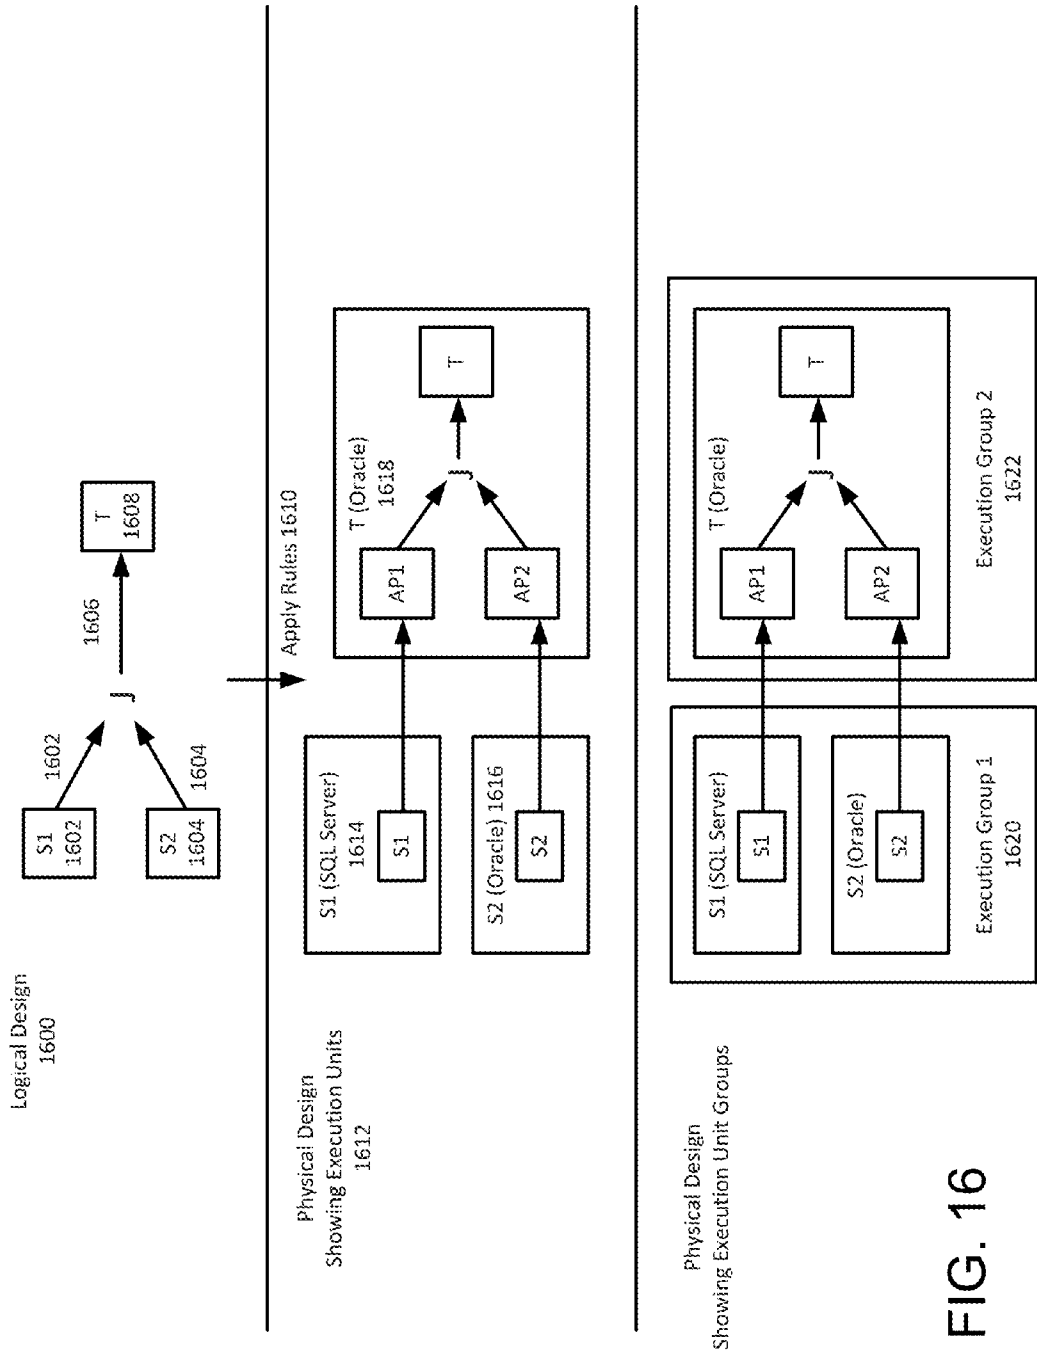 Logical Design
1600
S1
1602
1602
S2
1604
1604
J
1606
T
1608
Apply Rules 1610
Physical Design
Showing Execution Units
1612
S1 (SQL Server)
1614
S1
S2 (Oracle) 1616
S2
T (Oracle)
1618
AP1
AP2
J
T
Physical Design
Showing Execution Unit Groups
S1 (SQL Server)
S1
S2 (Oracle)
S2
Execution Group 1
1620
T (Oracle)
AP1
AP2
J
T
Execution Group 2
1622
FIG. 16